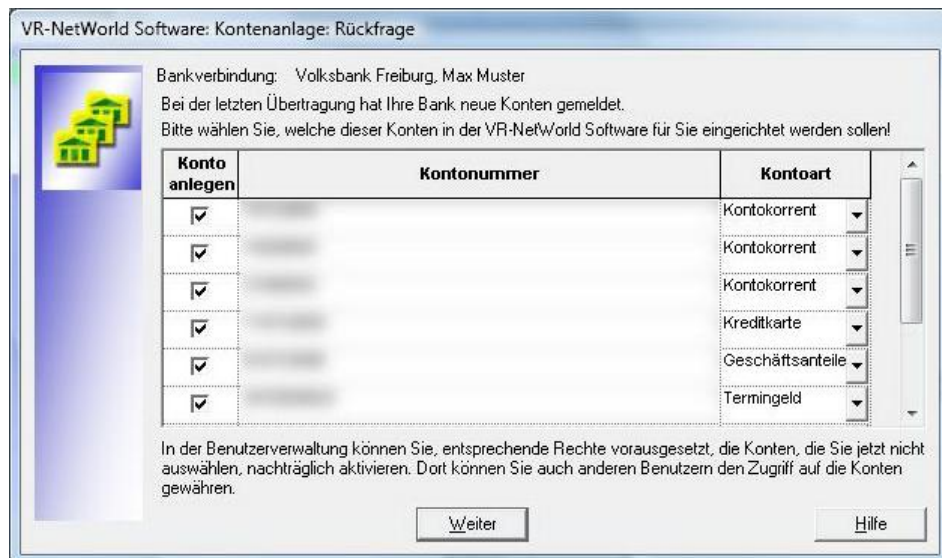 VR-NetWorld Software: Kontenanlage: Rückfrage
Bankverbindung: Volksbank Freiburg, Max Muster
Bei der letzten Übertragung hat Ihre Bank neue Konten gemeldet.
Bitte wählen Sie, welche dieser Konten in der VR-NetWorld Software für Sie eingerichtet werden sollen!
Konto anlegen Kontonummer Kontoart
Kontokorrent
Kontokorrent
Kontokorrent
Kreditkarte
Geschäftsanteile
Termingeld
In der Benutzerverwaltung können Sie, entsprechende Rechte vorausgesetzt, die Konten, die Sie jetzt nicht
auswählen, nachträglich aktivieren. Dort können Sie auch anderen Benutzern den Zugriff auf die Konten
gewähren.
Weiter Hilfe